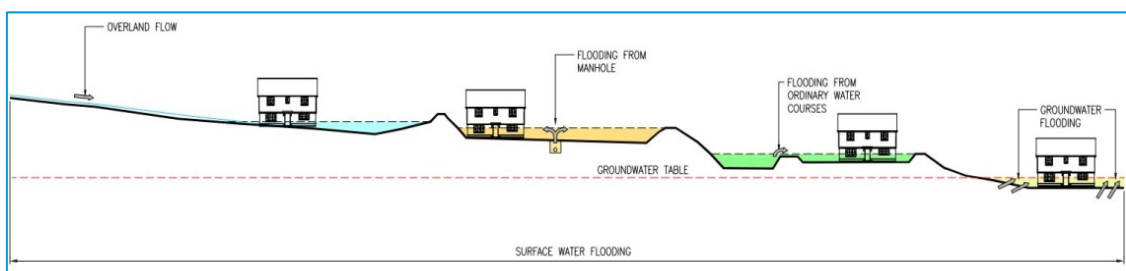 OVERLAND FLOW
FLOODING FROM
MANHOLE
FLOODING FROM
ORDINARY WATER
COURSES
GROUNDWATER
FLOODING
GROUNDWATER TABLE
SURFACE WATER FLOODING